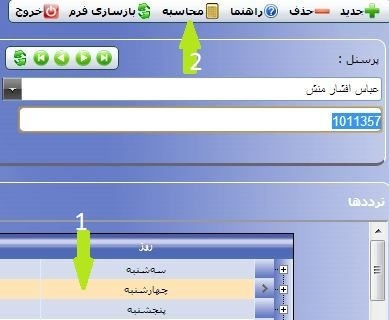 جدید حذف راهنما محاسبه بازسازی فرم خروج
2
پرسنل :
عباس افشار منش
1011357
ترددها
1
روز
سه‌شنبه
چهارشنبه
پنجشنبه